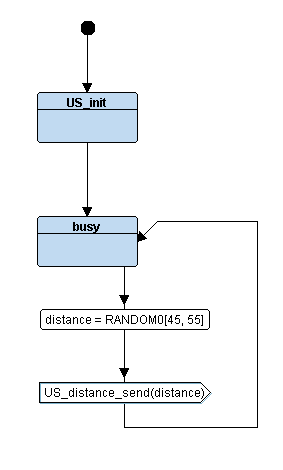 US_init
busy
distance = RANDOM0[45, 55]
US_distance_send(distance)